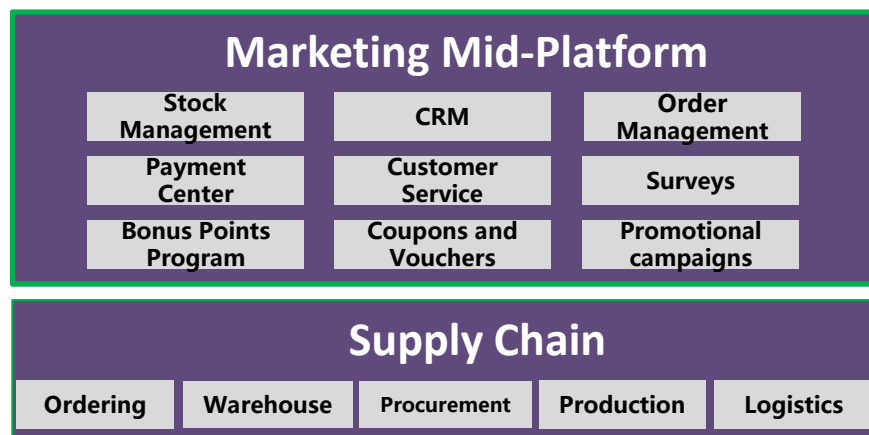 Marketing Mid-Platform
Stock
Management
CRM
Order
Management
Payment
Center
Customer
Service
Surveys
Bonus Points
Program
Coupons and
Vouchers
Promotional
campaigns
Supply Chain
Ordering
Warehouse
Procurement
Production
Logistics